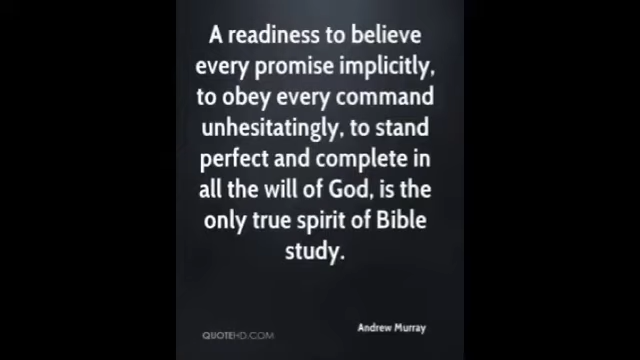 A readiness to believe
every promise implicitly,
to obey every command
unhesitatingly, to stand
perfect and complete in
all the will of God, is the
only true spirit of Bible
study.
Andrew Murray
QUOTEHD.COM